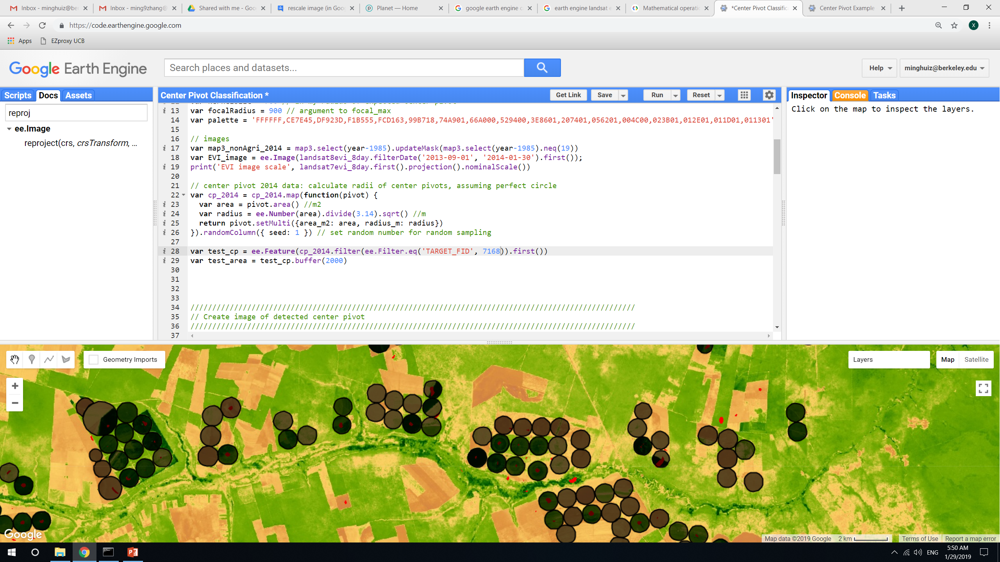 Inbox - minghuiz@ber
Inbox - ming9zhang@
Shared with me - Goo
rescale image (in Goog
Planet — Home
google earth engine c
earth engine landsat e
Mathematical operatio
*Center Pivot Classific
Center Pivot Example
https://code.earthengine.google.com
X
Apps
EZproxy UCB
Google Earth Engine
Search places and datasets...
Help
minghuiz@berkeley.edu
Scripts
Docs
Assets
Center Pivot Classification *
Get Link
Save
Run
Reset
Inspector
Console
Tasks
reproj
ee.Image
reproject(crs, crsTransform, ...
Click on the map to inspect the layers.
13 var focalRadius = 900 // argument to focal_max
14 var palette = 'FFFFFF,CE7E45,DF923D,F1B555,FCD163,99B718,74A901,66A000,529400,3E8601,207401,056201,004C00,023B01,012E01,011D01,011301'
15
16 // images
17 var map3_nonAgri_2014 = map3.select(year-1985).updateMask(map3.select(year-1985).neq(19))
18 var EVI_image = ee.Image(landsat8evi_8day.filterDate('2013-09-01', '2014-01-30').first());
19 print('EVI image scale', landsat7evi_8day.first().projection().nominalScale())
20
21 // center pivot 2014 data: calculate radii of center pivots, assuming perfect circle
22 var cp_2014 = cp_2014.map(function(pivot) {
23 var area = pivot.area() //m2
24 var radius = ee.Number(area).divide(3.14).sqrt() //m
25 return pivot.setMulti({area_m2: area, radius_m: radius})
26 }).randomColumn({ seed: 1 }) // set random number for random sampling
27
28 var test_cp = ee.Feature(cp_2014.filter(ee.Filter.eq('TARGET_FID', 7168)).first())
29 var test_area = test_cp.buffer(2000)
30
31
32
33
34 //////////////////////////////////////////////////////////////////////////////////////////////////////
35 // Create image of detected center pivot
36 //////////////////////////////////////////////////////////////////////////////////////////////////////
37
Geometry Imports
Layers
Map
Satellite
Google
Map data ©2019 Google
2 km
Terms of Use
Report a map error
ENG
5:50 AM
1/29/2019